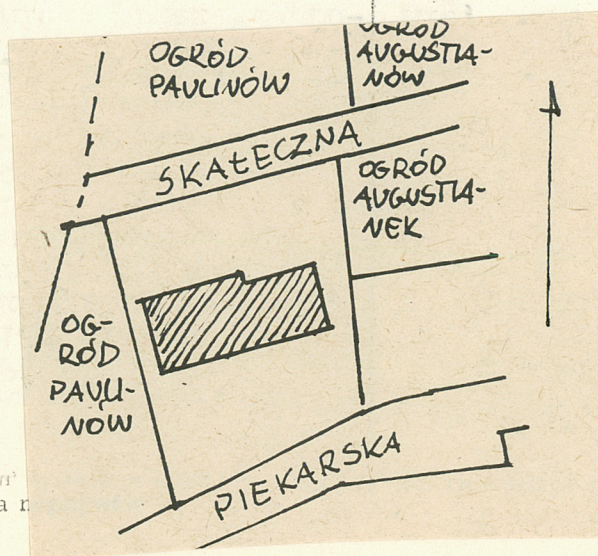 OGRÓD
PAULINÓW
OGRÓD
AUGUSTIA-
NÓW
SKAŁECZNA
OGRÓD
AUGUSTIA-
NEK
OG-
RÓD
PAULI-
NÓW
PIEKARSKA